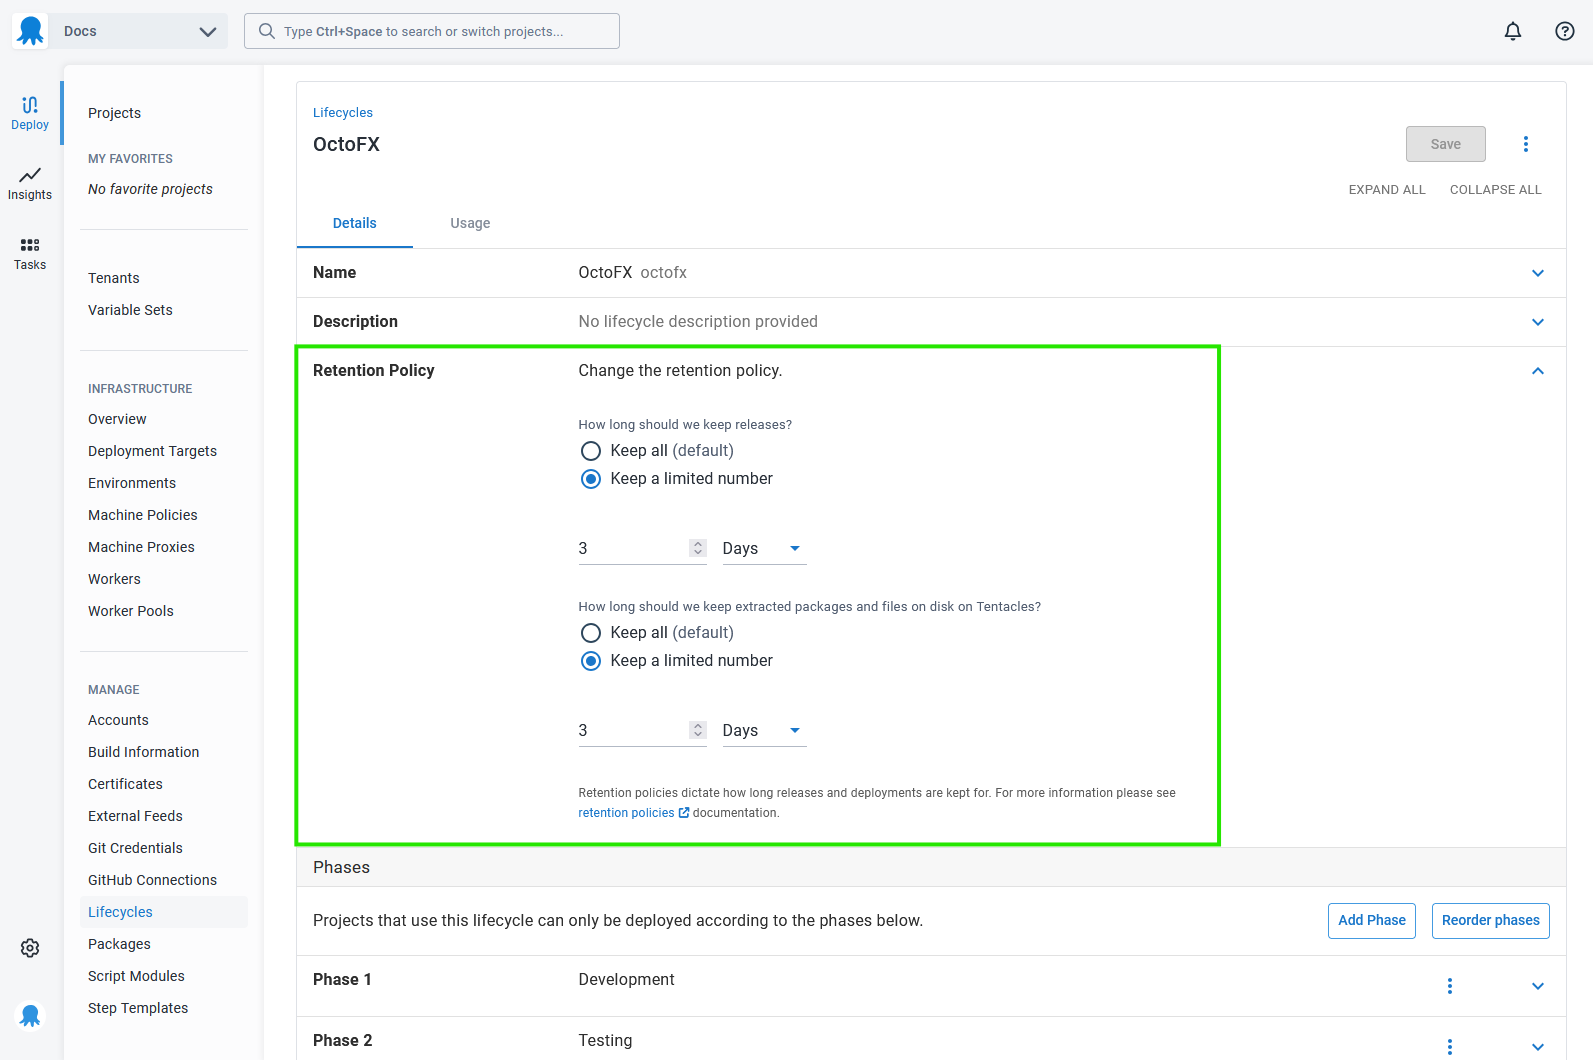 Docs
Type Ctrl+Space to search or switch projects...
Deploy
Insights
Tasks
Projects
MY FAVORITES
No favorite projects
Tenants
Variable Sets
INFRASTRUCTURE
Overview
Deployment Targets
Environments
Machine Policies
Machine Proxies
Workers
Worker Pools
MANAGE
Accounts
Build Information
Certificates
External Feeds
Git Credentials
GitHub Connections
Lifecycles
Packages
Script Modules
Step Templates
Lifecycles
OctoFX
Save
EXPAND ALL COLLAPSE ALL
Details Usage
Name OctoFX octofx
Description No lifecycle description provided
Retention Policy Change the retention policy.
How long should we keep releases?
Keep all (default)
Keep a limited number
3 Days
How long should we keep extracted packages and files on disk on Tentacles?
Keep all (default)
Keep a limited number
3 Days
Retention policies dictate how long releases and deployments are kept for. For more information please see
retention policies documentation.
Phases
Projects that use this lifecycle can only be deployed according to the phases below. Add Phase Reorder phases
Phase 1 Development
Phase 2 Testing